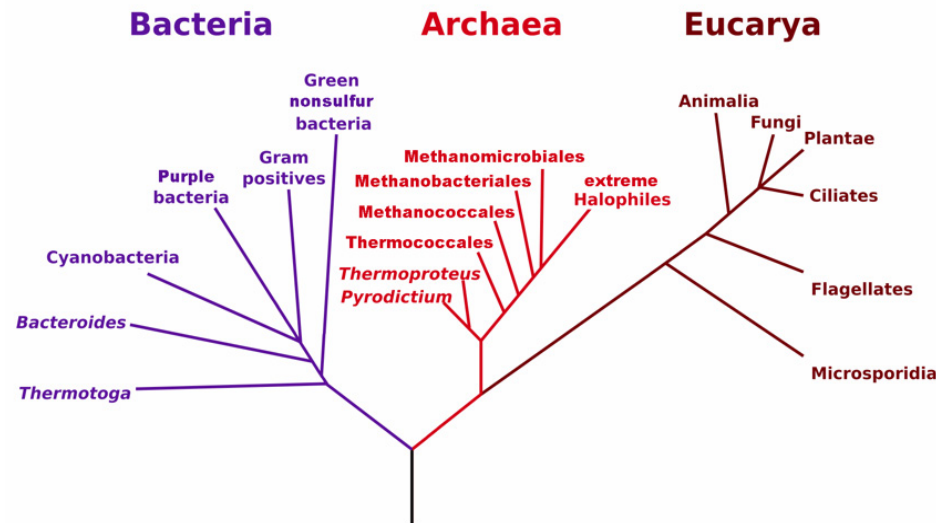 Bacteria
Archaea
Eucarya
Green
nonsulfur
bacteria
Gram
positives
Purple
bacteria
Cyanobacteria
Bacteroides
Thermotoga
Methanomicrobiales
Methanobacteriales
Methanococcales
Thermococcales
Thermoproteus
Pyrodictium
extreme
Halophiles
Animalia
Fungi
Plantae
Ciliates
Flagellates
Microsporidia